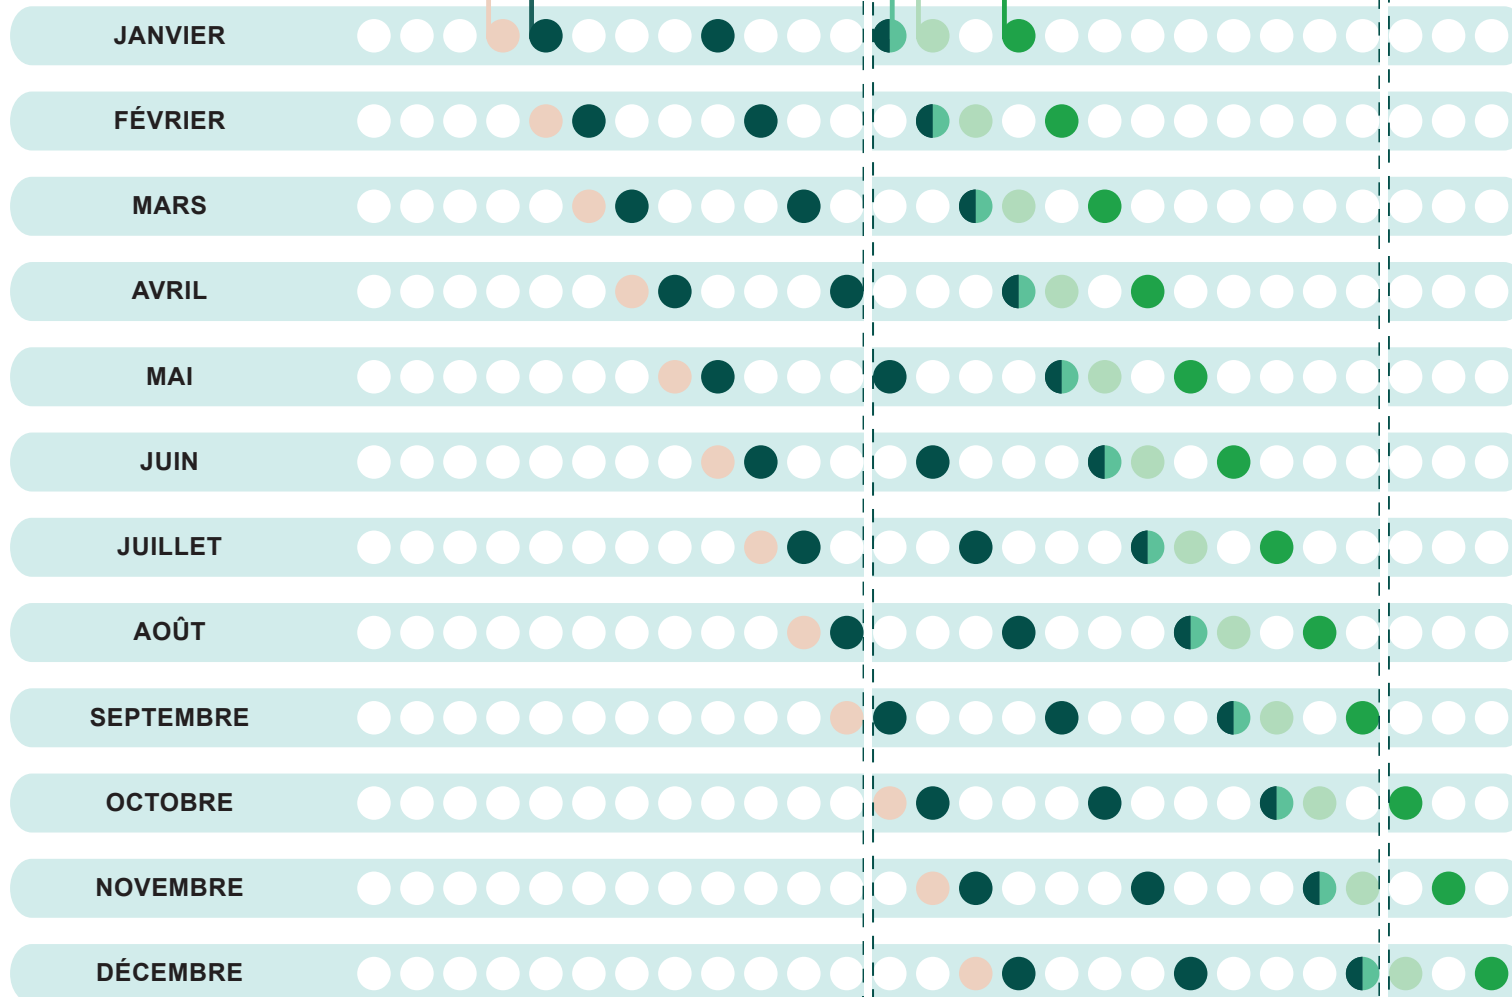 JANVIER
FÉVRIER
MARS
AVRIL
MAI
JUIN
JUILLET
AOÛT
SEPTEMBRE
OCTOBRE
NOVEMBRE
DÉCEMBRE